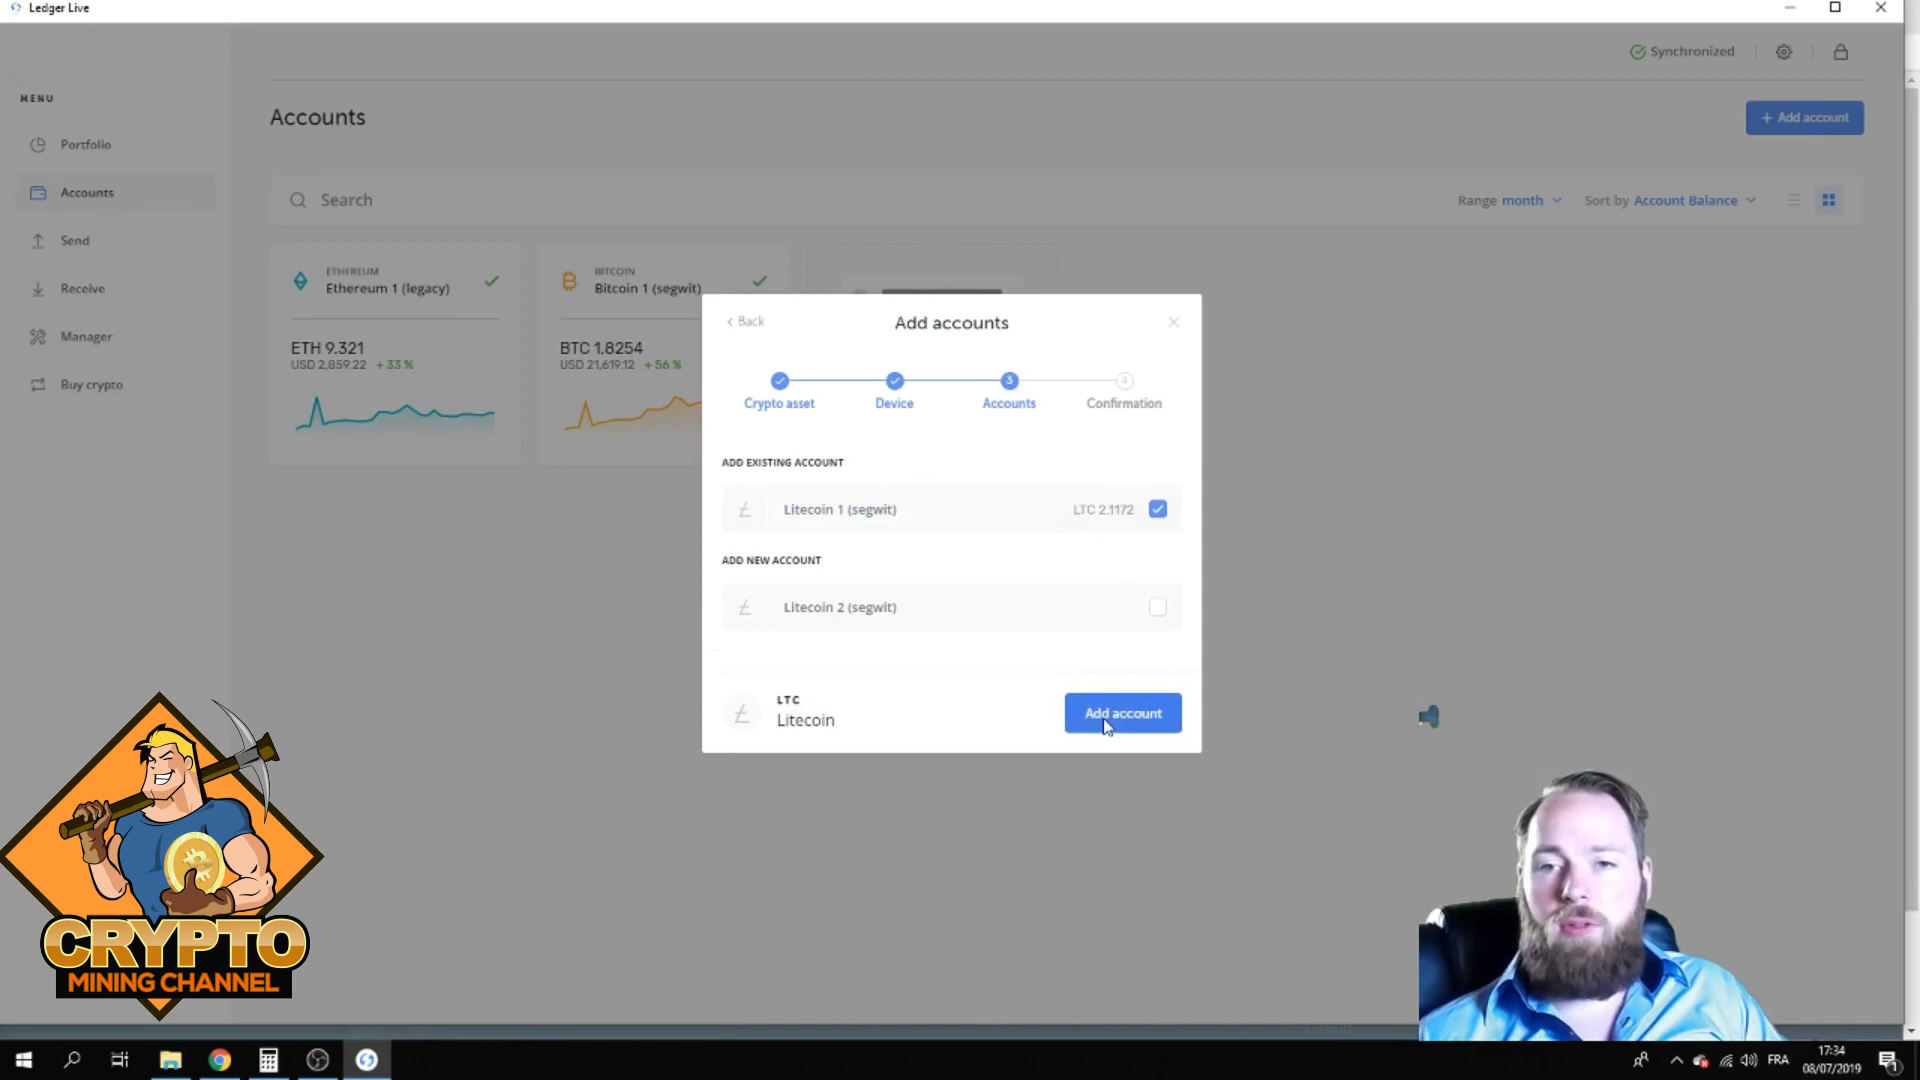 Ledger Live
Synchronized
MENU
Portfolio
Accounts
Send
Receive
Manager
Buy crypto
Accounts
+ Add account
Search
Range month
Sort by Account Balance
ETHEREUM
Ethereum 1 (legacy)
ETH 9.321
USD 2,859.22 +33 %
BITCOIN
Bitcoin 1 (segwit)
BTC 1.8254
USD 21,619.12 +56 %
Back
Add accounts
3
4
Crypto asset
Device
Accounts
Confirmation
ADD EXISTING ACCOUNT
Litecoin 1 (segwit)
LTC 2.1172
ADD NEW ACCOUNT
Litecoin 2 (segwit)
LTC
Litecoin
Add account
CRYPTO
MINING CHANNEL
FRA
17:34
08/07/2019
1